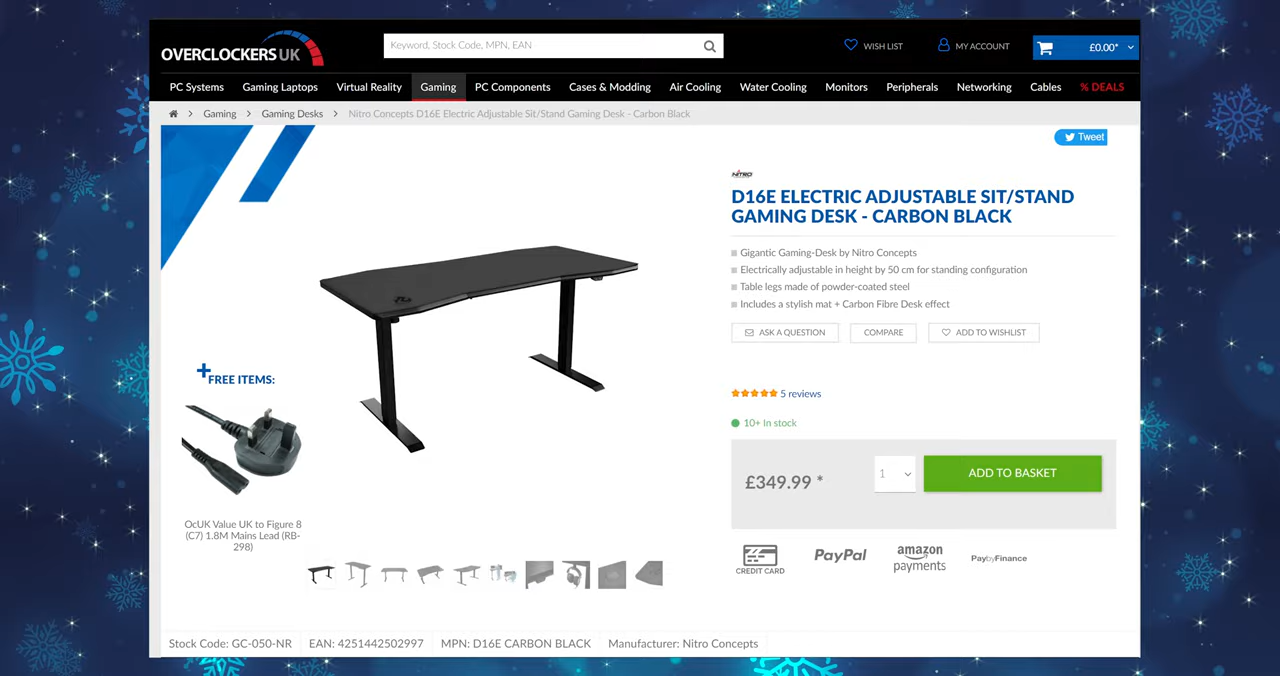 OVERCLOCKERS UK
Keyword, Stock Code, MPN, EAN
WISH LIST
MY ACCOUNT
£0.00*
PC Systems
Gaming Laptops
Virtual Reality
Gaming
PC Components
Cases & Modding
Air Cooling
Water Cooling
Monitors
Peripherals
Networking
Cables
% DEALS
Gaming > Gaming Desks > Nitro Concepts D16E Electric Adjustable Sit/Stand Gaming Desk - Carbon Black
Tweet
NITRO
D16E ELECTRIC ADJUSTABLE SIT/STAND
GAMING DESK - CARBON BLACK
Gigantic Gaming-Desk by Nitro Concepts
Electrically adjustable in height by 50 cm for standing configuration
Table legs made of powder-coated steel
Includes a stylish mat + Carbon Fibre Desk effect
ASK A QUESTION
COMPARE
ADD TO WISHLIST
+FREE ITEMS:
5 reviews
10+ In stock
£349.99 *
1
ADD TO BASKET
OcUK Value UK to Figure 8
(C7) 1.8M Mains Lead (RB-
298)
CREDIT CARD
PayPal
amazon
payments
PaybyFinance
Stock Code: GC-050-NR
EAN: 4251442502997
MPN: D16E CARBON BLACK
Manufacturer: Nitro Concepts